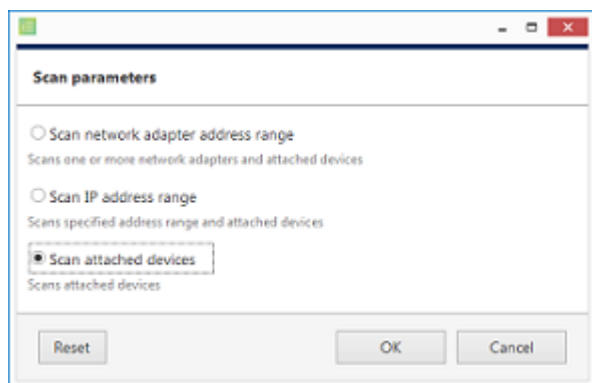 Scan parameters
Scan network adapter address range
Scans one or more network adapters and attached devices
Scan IP address range
Scans specified address range and attached devices
Scan attached devices
Scans attached devices
Reset OK Cancel